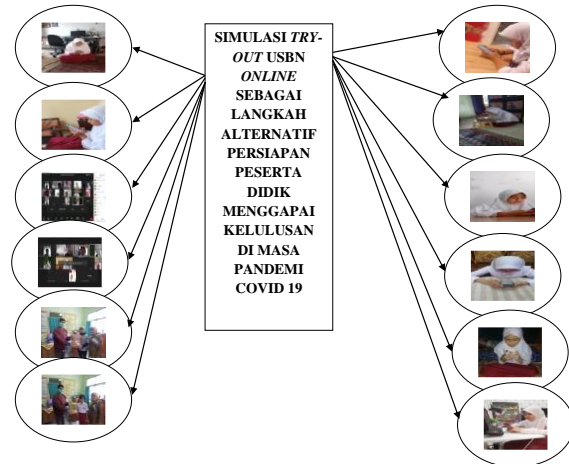 SIMULASI TRY-
OUT USBN
ONLINE
SEBAGAI
LANGKAH
ALTERNATIF
PERSIAPAN
PESERTA
DIDIK
MENGGAPAI
KELULUSAN
DI MASA
PANDEMI
COVID 19